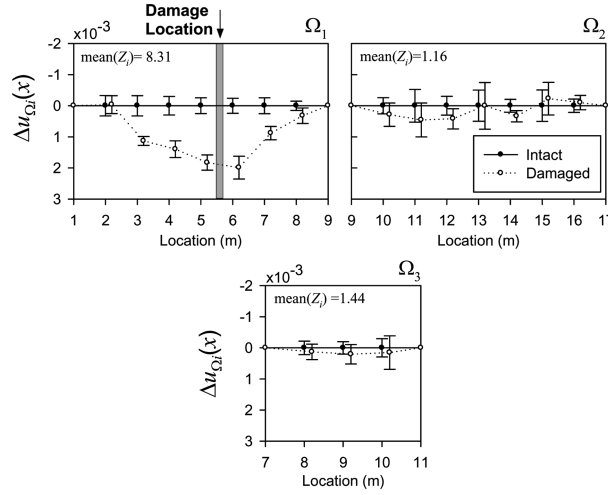 Damage
Location
x10⁻³
Ω₁
Ω₂
-2
-1
0
1
2
3
Δu_Ωi(x)
mean(Zᵢ)= 8.31
mean(Zᵢ)=1.16
Intact
Damaged
1 2 3 4 5 6 7 8 9
9 10 11 12 13 14 15 16 17
Location (m)
Location (m)
x10⁻³
Ω₃
-2
-1
0
1
2
3
Δu_Ωi(x)
mean(Zᵢ) =1.44
7 8 9 10 11
Location (m)